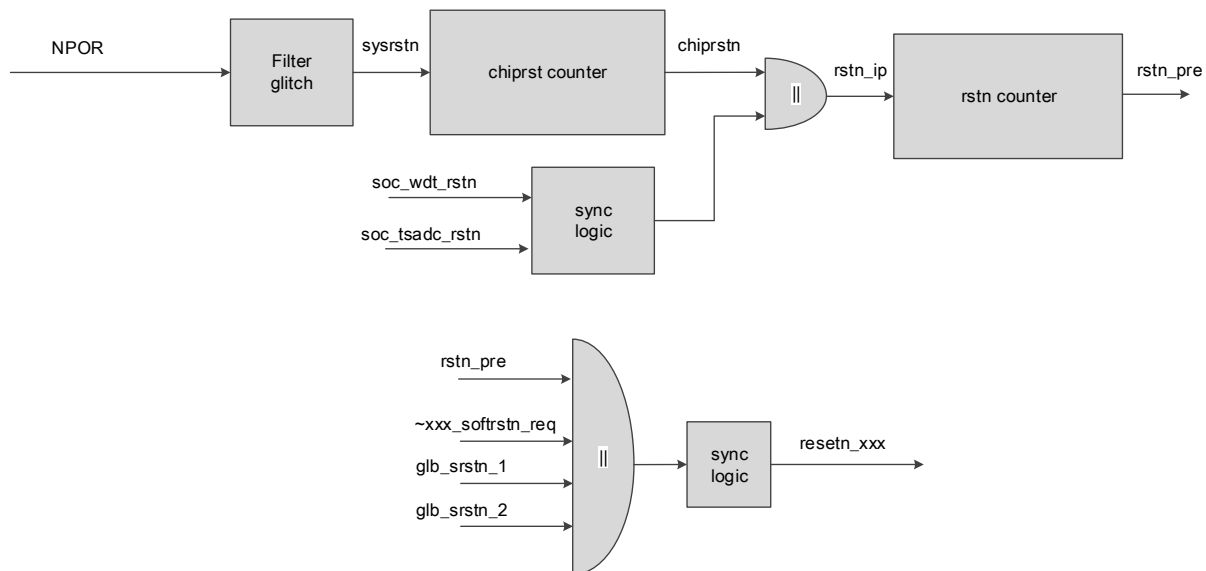 NPOR
Filter
glitch
sysrstn
chiprst counter
chiprstn
||
rstn_ip
rstn counter
rstn_pre
soc_wdt_rstn
soc_tsadc_rstn
sync
logic
rstn_pre
~xxx_softrstn_req
glb_srstn_1
glb_srstn_2
||
sync
logic
resetn_xxx